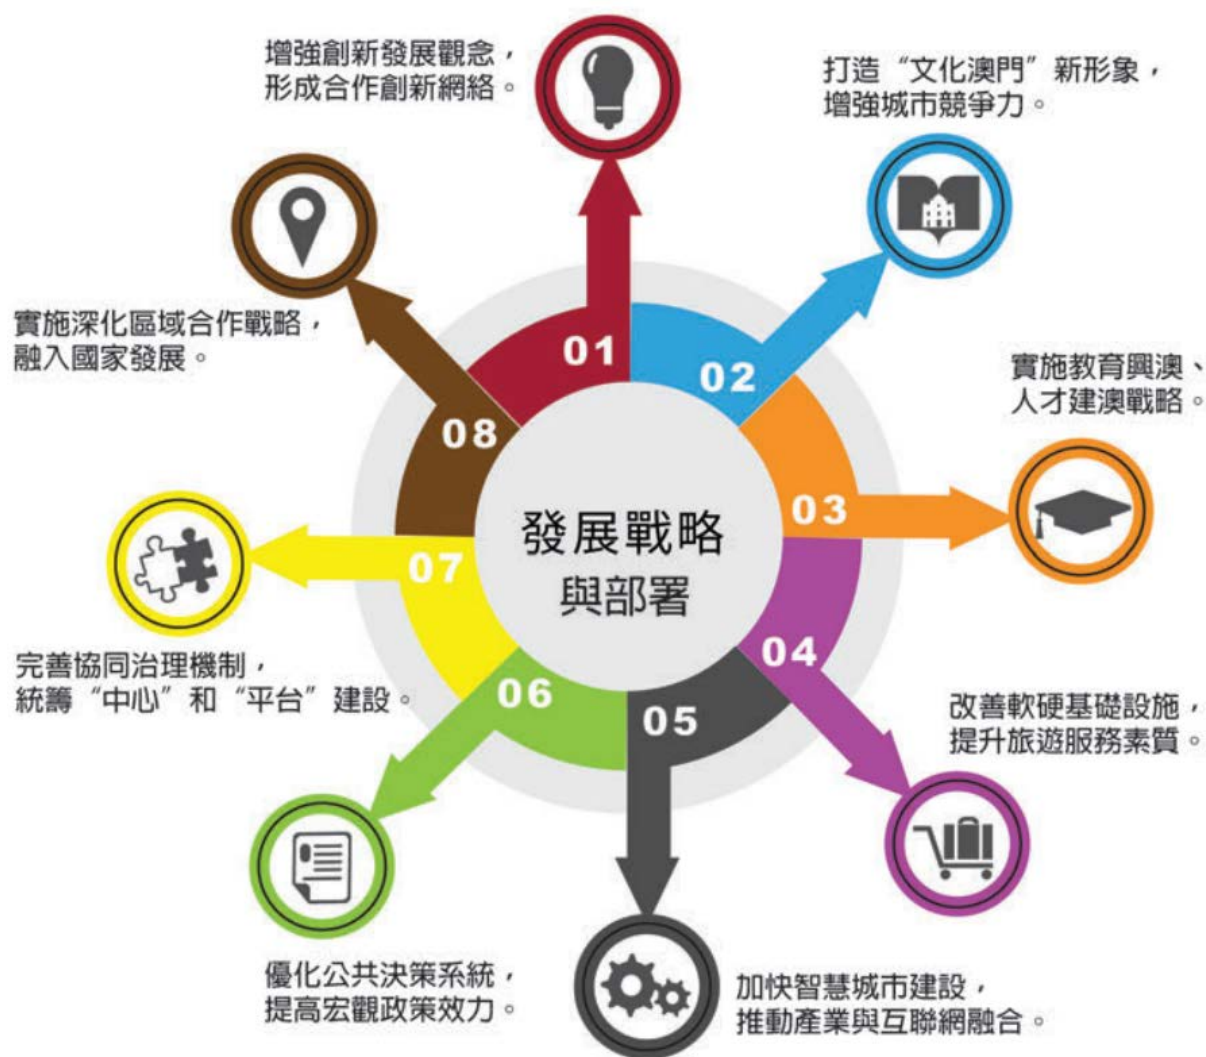 發展戰略
與部署
01
增強創新發展觀念，
形成合作創新網絡。
02
打造“文化澳門”新形象，
增強城市競爭力。
03
實施教育興澳、
人才建澳戰略。
04
改善軟硬基礎設施，
提升旅遊服務素質。
05
加快智慧城市建設，
推動產業與互聯網融合。
06
優化公共決策系統，
提高宏觀政策效力。
07
完善協同治理機制，
統籌“中心”和“平台”建設。
08
實施深化區域合作戰略，
融入國家發展。